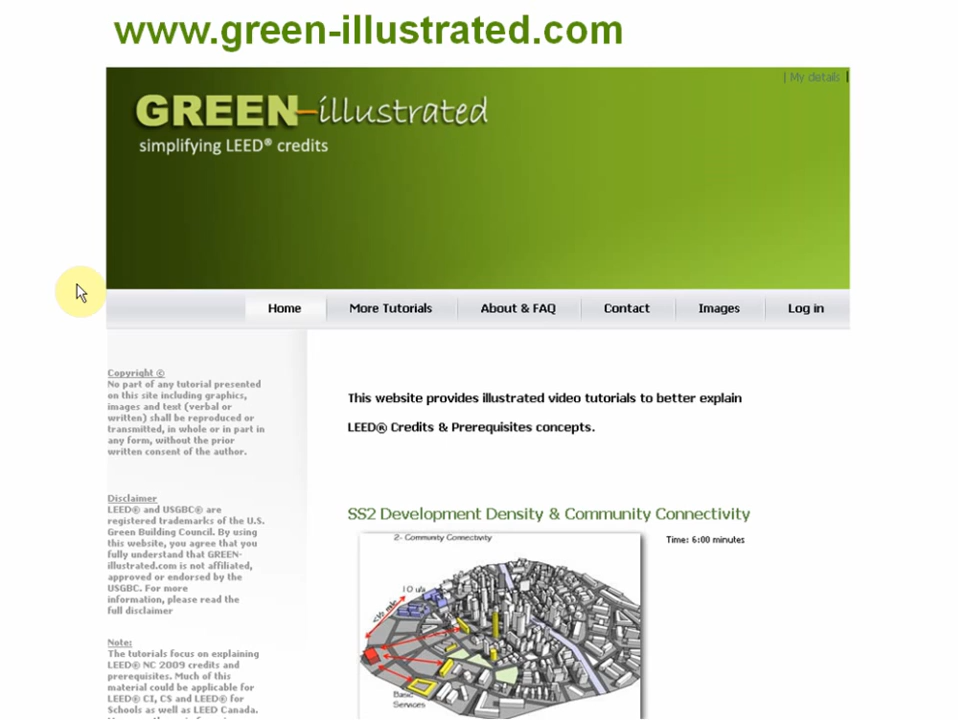 www.green-illustrated.com
| My details |
GREEN-illustrated
simplifying LEED® credits
Home
More Tutorials
About & FAQ
Contact
Images
Log in
Copyright ©
No part of any tutorial presented
on this site including graphics,
images and text (verbal or
written) shall be reproduced or
transmitted, in whole or in part in
any form, without the prior
written consent of the author.
This website provides illustrated video tutorials to better explain
LEED® Credits & Prerequisites concepts.
Disclaimer
LEED® and USGBC® are
registered trademarks of the U.S.
Green Building Council. By using
this website, you agree that you
fully understand that GREEN-
illustrated.com is not affiliated,
approved or endorsed by the
USGBC. For more
information, please read the
full disclaimer
SS2 Development Density & Community Connectivity
Time: 6:00 minutes
2- Community Connectivity
10 u/a
Basic
Services
Note:
The tutorials focus on explaining
LEED® NC 2009 credits and
prerequisites. Much of this
material could be applicable for
LEED® CI, CS and LEED® for
Schools as well as LEED Canada.